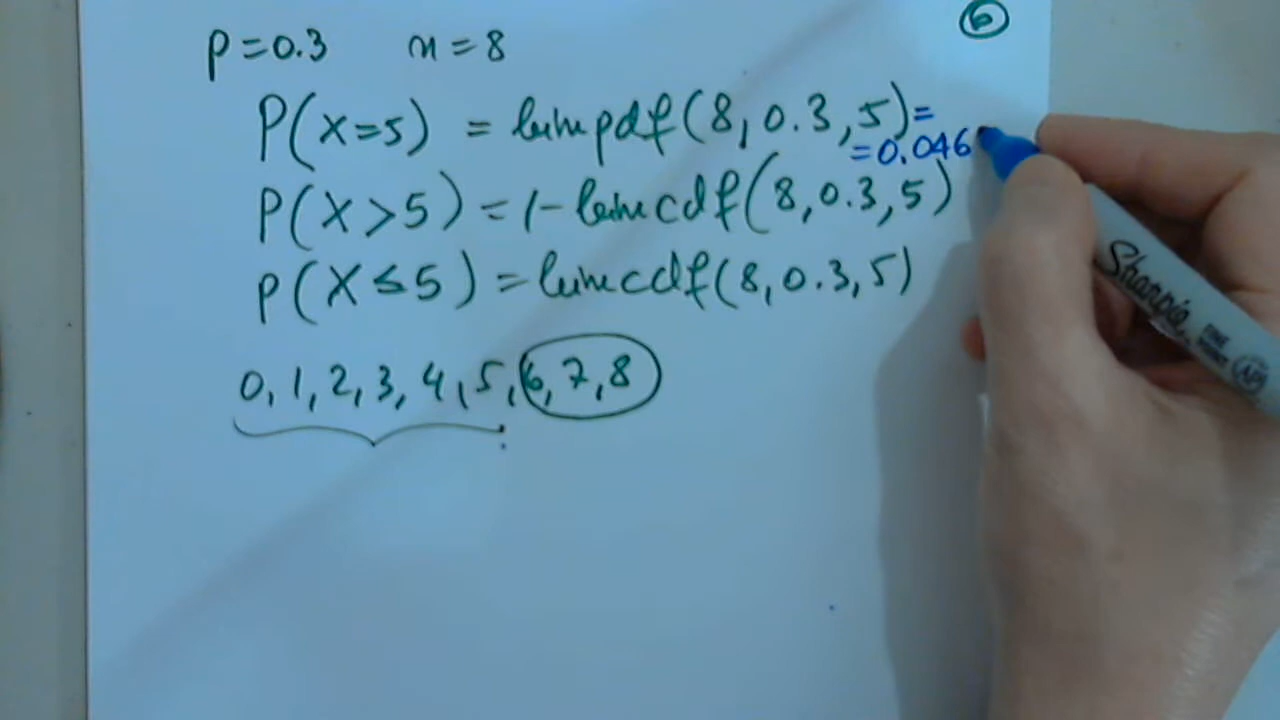 6
p=0.3 n=8
P(X=5) = binompdf(8,0.3,5)=
=0.046
P(X>5) = 1- binomcdf(8,0.3,5)
P(X≤5) = binomcdf(8,0.3,5)
0, 1, 2, 3, 4, 5, 6, 7, 8
Sharpie